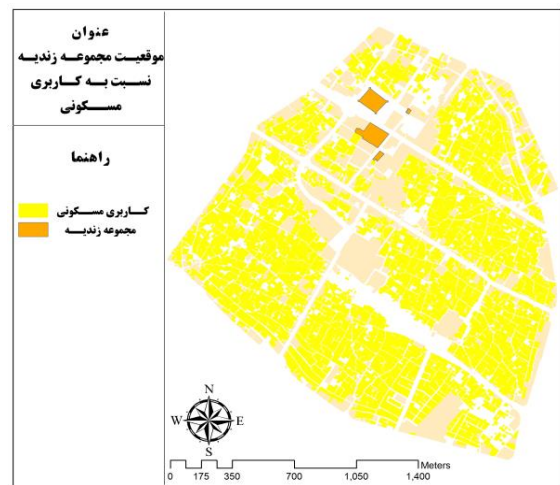 عنوان
موقعیت مجموعه زندیه
نسبت به کاربری
مسکونی
راهنما
کاربری مسکونی
مجموعه زندیه
N
W E
S
Meters
0 175 350 700 1,050 1,400